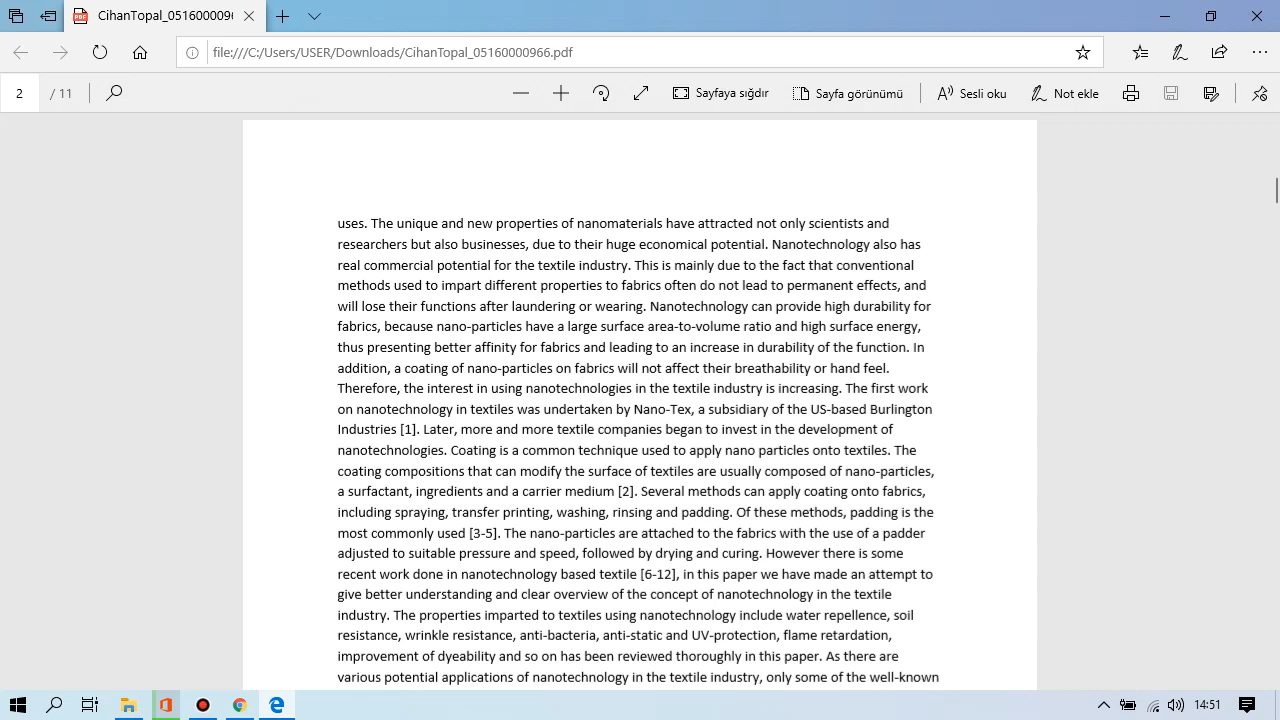 CihanTopal_051600009
file:///C:/Users/USER/Downloads/CihanTopal_05160000966.pdf
2 / 11
Sayfaya sığdır
Sayfa görünümü
Sesli oku
Not ekle
uses. The unique and new properties of nanomaterials have attracted not only scientists and
researchers but also businesses, due to their huge economical potential. Nanotechnology also has
real commercial potential for the textile industry. This is mainly due to the fact that conventional
methods used to impart different properties to fabrics often do not lead to permanent effects, and
will lose their functions after laundering or wearing. Nanotechnology can provide high durability for
fabrics, because nano-particles have a large surface area-to-volume ratio and high surface energy,
thus presenting better affinity for fabrics and leading to an increase in durability of the function. In
addition, a coating of nano-particles on fabrics will not affect their breathability or hand feel.
Therefore, the interest in using nanotechnologies in the textile industry is increasing. The first work
on nanotechnology in textiles was undertaken by Nano-Tex, a subsidiary of the US-based Burlington
Industries [1]. Later, more and more textile companies began to invest in the development of
nanotechnologies. Coating is a common technique used to apply nano particles onto textiles. The
coating compositions that can modify the surface of textiles are usually composed of nano-particles,
a surfactant, ingredients and a carrier medium [2]. Several methods can apply coating onto fabrics,
including spraying, transfer printing, washing, rinsing and padding. Of these methods, padding is the
most commonly used [3-5]. The nano-particles are attached to the fabrics with the use of a padder
adjusted to suitable pressure and speed, followed by drying and curing. However there is some
recent work done in nanotechnology based textile [6-12], in this paper we have made an attempt to
give better understanding and clear overview of the concept of nanotechnology in the textile
industry. The properties imparted to textiles using nanotechnology include water repellence, soil
resistance, wrinkle resistance, anti-bacteria, anti-static and UV-protection, flame retardation,
improvement of dyeability and so on has been reviewed thoroughly in this paper. As there are
various potential applications of nanotechnology in the textile industry, only some of the well-known
14:51